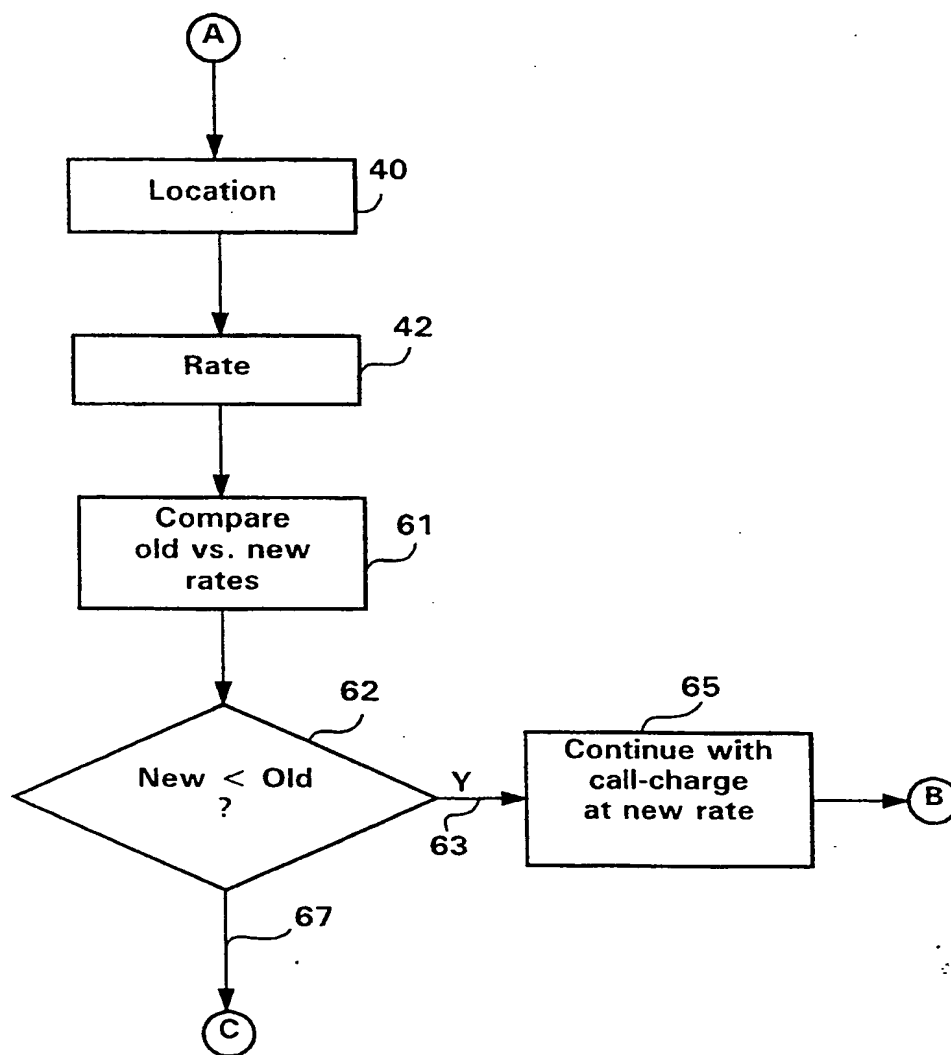 A
Location
40
Rate
42
Compare
old vs. new
rates
61
62
New < Old
?
Y
63
65
Continue with
call-charge
at new rate
B
67
C